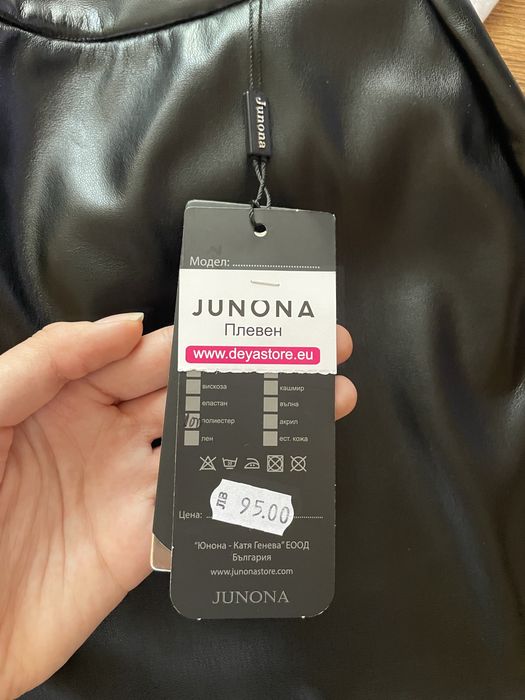 Junona
Модел: ..............................
JUNONA
Плевен
www.deyastore.eu
вискоза
кашмир
еластан
вълна
полиестер
акрил
лен
ест. кожа
Цена: ..
ЛВ 95.00
"Юнона - Катя Генева" ЕООД
България
www.junonastore.com
JUNONA